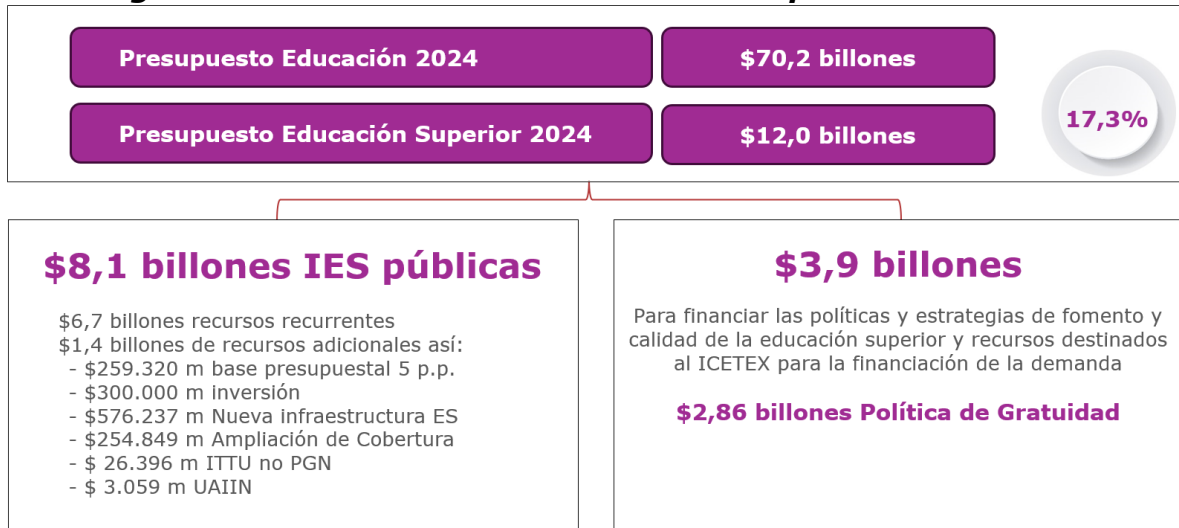 Presupuesto Educación 2024
$70,2 billones
Presupuesto Educación Superior 2024
$12,0 billones
17,3%
$8,1 billones IES públicas
$6,7 billones recursos recurrentes
$1,4 billones de recursos adicionales así:
- $259.320 m base presupuestal 5 p.p.
- $300.000 m inversión
- $576.237 m Nueva infraestructura ES
- $254.849 m Ampliación de Cobertura
- $ 26.396 m ITTU no PGN
- $ 3.059 m UAIIN
$3,9 billones
Para financiar las políticas y estrategias de fomento y
calidad de la educación superior y recursos destinados
al ICETEX para la financiación de la demanda
$2,86 billones Política de Gratuidad